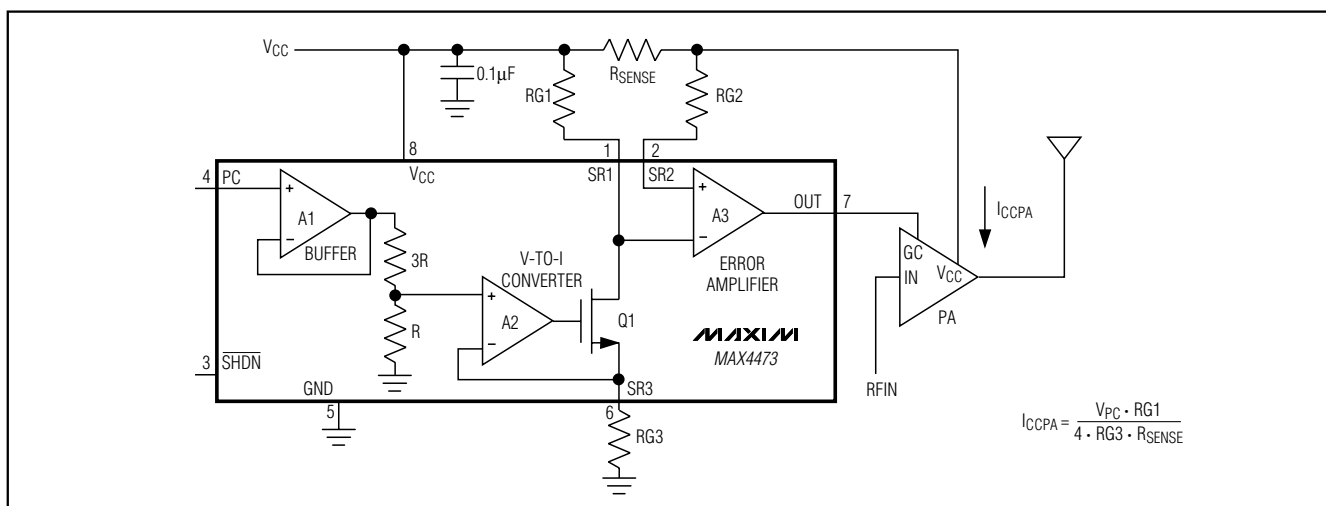 VCC
0.1µF
RG1
RSENSE
RG2
8
VCC
1
SR1
2
SR2
4
PC
+
A1
−
BUFFER
3R
R
V-TO-I
CONVERTER
+
A2
−
Q1
+
A3
−
ERROR
AMPLIFIER
OUT
7
ICCPA
GC
IN
VCC
PA
RFIN
MAXIM
MAX4473
3
SHDN
GND
5
SR3
6
RG3
ICCPA = VPC · RG1
4 · RG3 · RSENSE